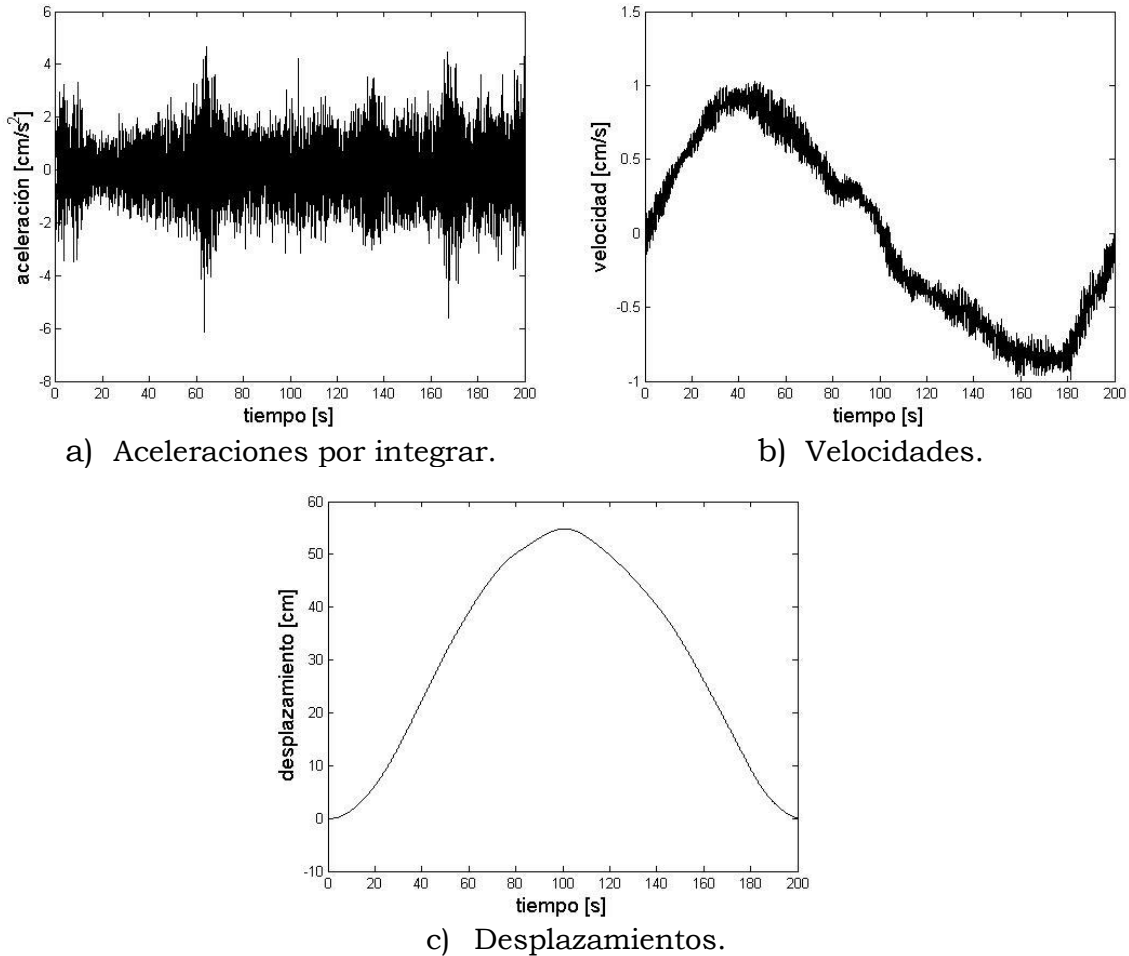 6
4
2
0
-2
-4
-6
-8
aceleración [cm/s²]
0 20 40 60 80 100 120 140 160 180 200
tiempo [s]
a) Aceleraciones por integrar.
1.5
1
0.5
0
-0.5
-1
velocidad [cm/s]
0 20 40 60 80 100 120 140 160 180 200
tiempo [s]
b) Velocidades.
60
50
40
30
20
10
0
-10
desplazamiento [cm]
0 20 40 60 80 100 120 140 160 180 200
tiempo [s]
c) Desplazamientos.